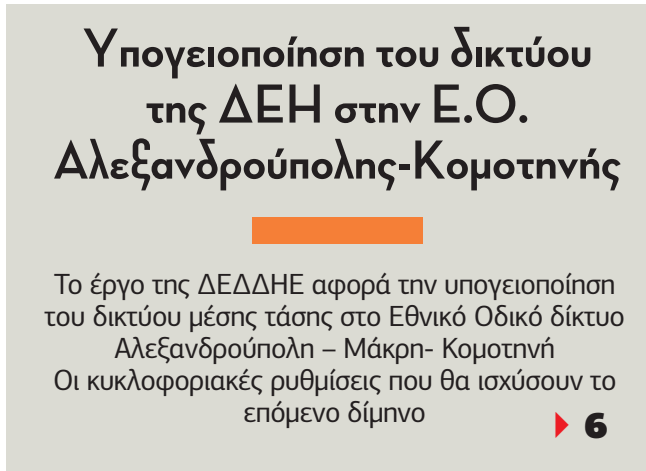 Υπογειοποίηση του δικτύου
της ΔΕΗ στην Ε.Ο.
Αλεξανδρούπολης-Κομοτηνής
Το έργο της ΔΕΔΔΗΕ αφορά την υπογειοποίηση
του δικτύου μέσης τάσης στο Εθνικό Οδικό δίκτυο
Αλεξανδρούπολη – Μάκρη- Κομοτηνή
Οι κυκλοφοριακές ρυθμίσεις που θα ισχύσουν το
επόμενο δίμηνο
6